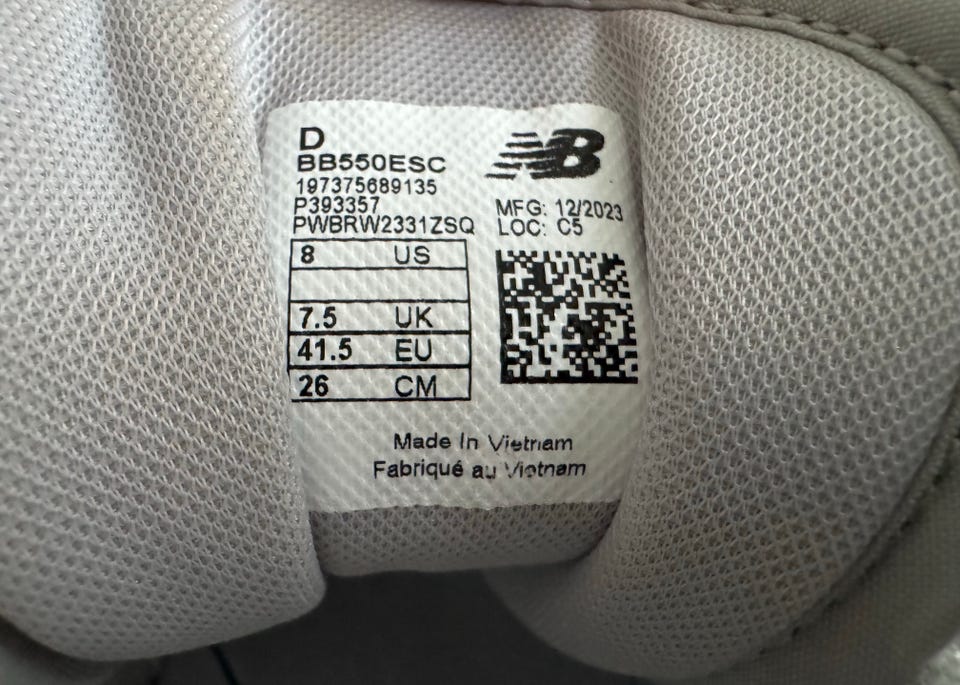 D
BB550ESC
197375689135
P393357
PWBRW2331ZSQ
NB
MFG: 12/2023
LOC: C5
8 US
7.5 UK
41.5 EU
26 CM
Made In Vietnam
Fabriqué au Vietnam